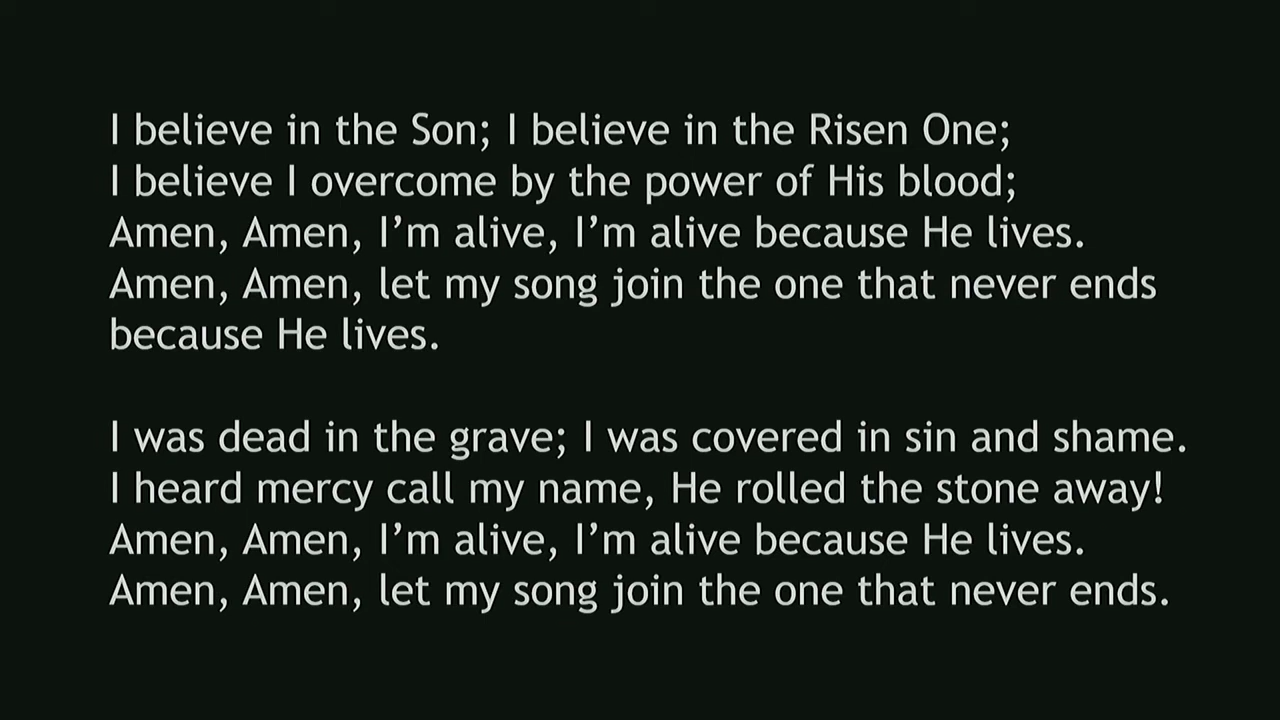 I believe in the Son; I believe in the Risen One;
I believe I overcome by the power of His blood;
Amen, Amen, I’m alive, I’m alive because He lives.
Amen, Amen, let my song join the one that never ends
because He lives.
I was dead in the grave; I was covered in sin and shame.
I heard mercy call my name, He rolled the stone away!
Amen, Amen, I’m alive, I’m alive because He lives.
Amen, Amen, let my song join the one that never ends.